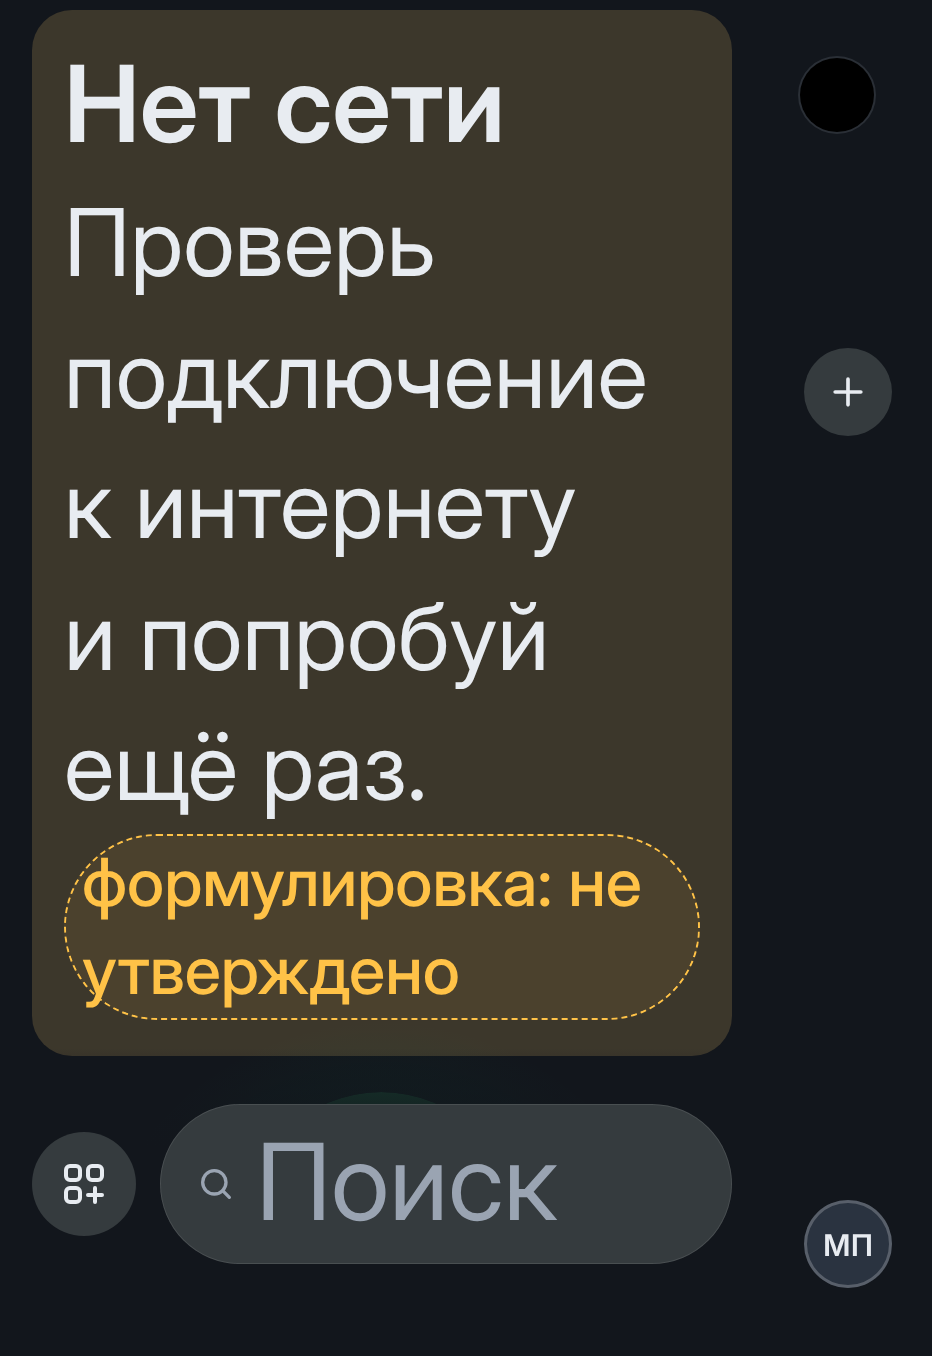 Нет сети
Проверь
подключение
к интернету
и попробуй
ещё раз.
формулировка: не
утверждено
Поиск
МП